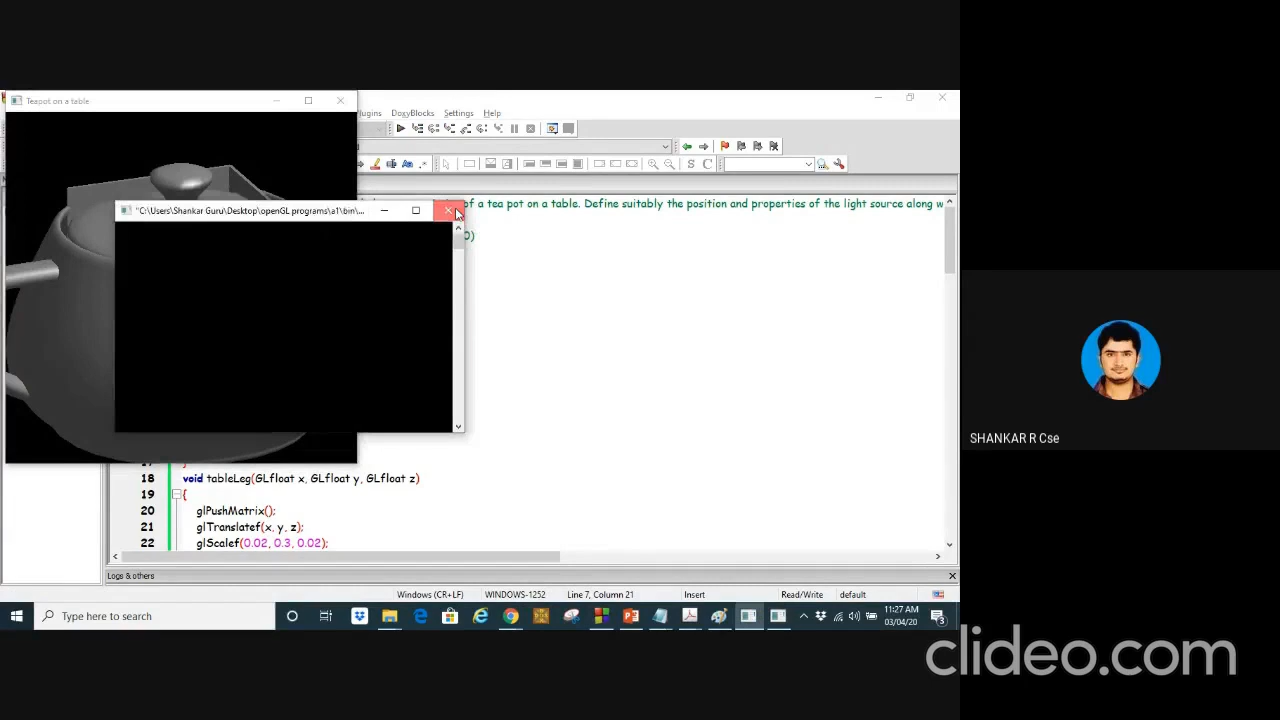 Teapot on a table
Plugins DoxyBlocks Settings Help
"C:\Users\Shankar Guru\Desktop\openGL programs\a1\bin\...
of a tea pot on a table. Define suitably the position and properties of the light source along w
0)
18 void tableLeg(GLfloat x, GLfloat y, GLfloat z)
19 {
20 glPushMatrix();
21 glTranslatef(x, y, z);
22 glScalef(0.02, 0.3, 0.02);
Logs & others
Windows (CR+LF) WINDOWS-1252 Line 7, Column 21 Insert Read/Write default
Type here to search
11:27 AM
03/04/20
3
SHANKAR R Cse
clideo.com